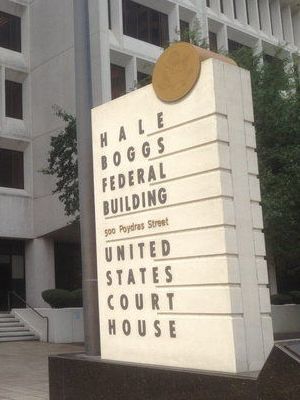 HALE
BOGGS
FEDERAL
BUILDING
500 Poydras Street
UNITED
STATES
COURT
HOUSE